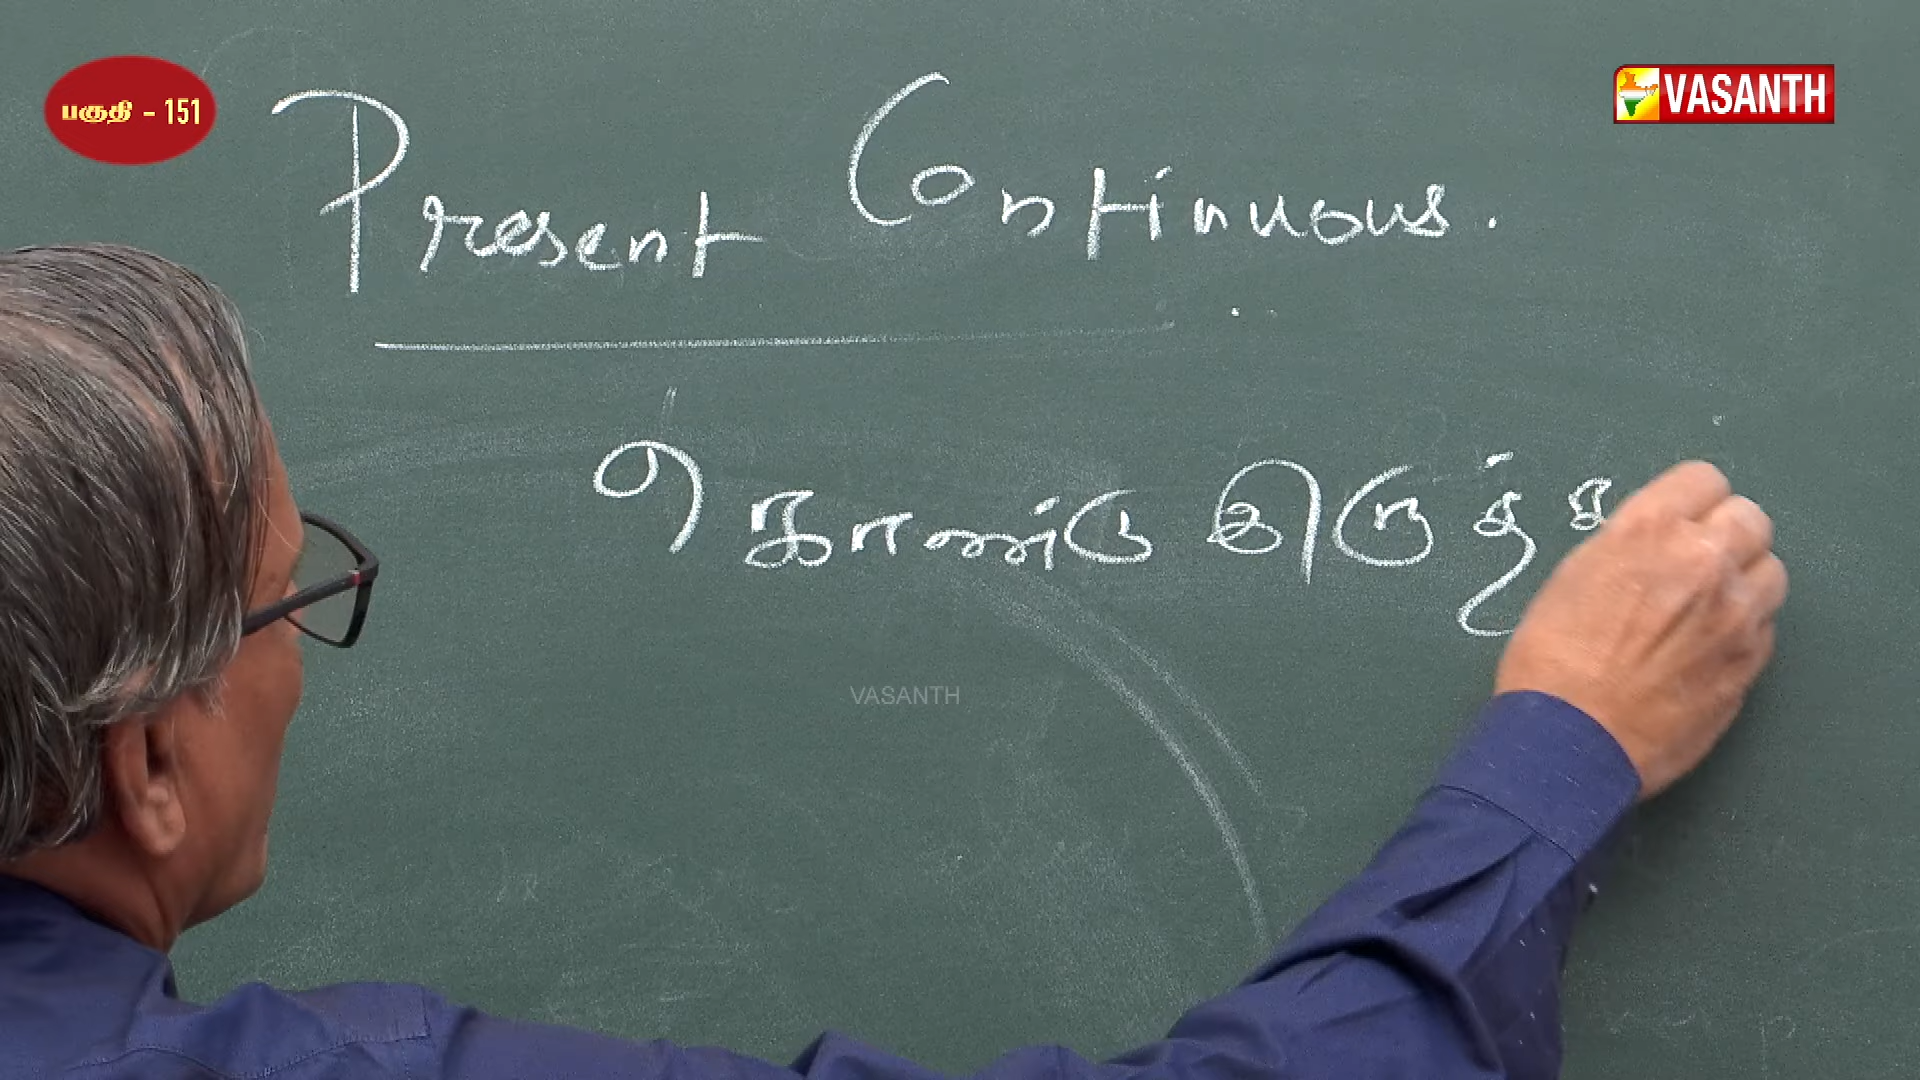 பகுதி - 151
VASANTH
Present Continuous.
கொண்டு இருத்க
VASANTH